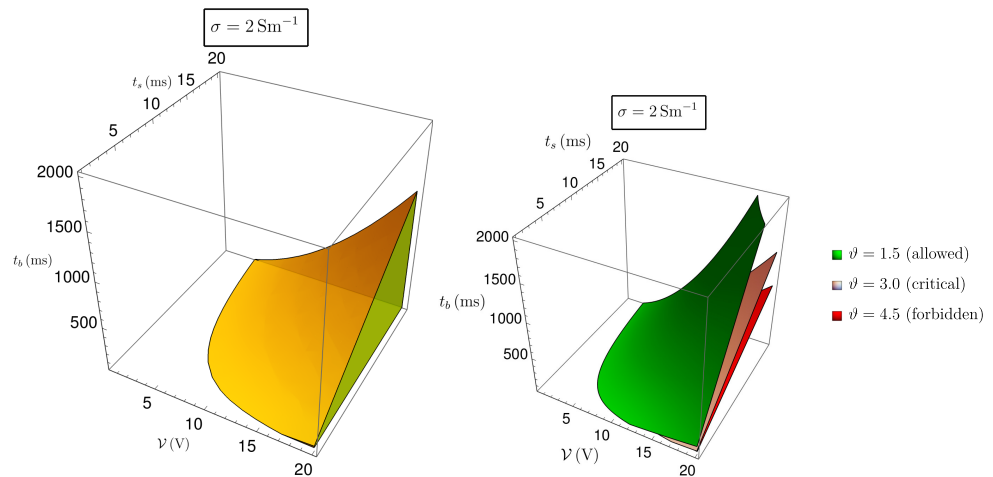 σ = 2 Sm⁻¹
20
t_s (ms) 15
10
5
2000
1500
t_b (ms)
1000
500
5
10
15
20
𝒱 (V)
σ = 2 Sm⁻¹
t_s (ms)
20
15
10
5
2000
1500
t_b (ms)
1000
500
5
10
15
20
𝒱 (V)
ϑ = 1.5 (allowed)
ϑ = 3.0 (critical)
ϑ = 4.5 (forbidden)